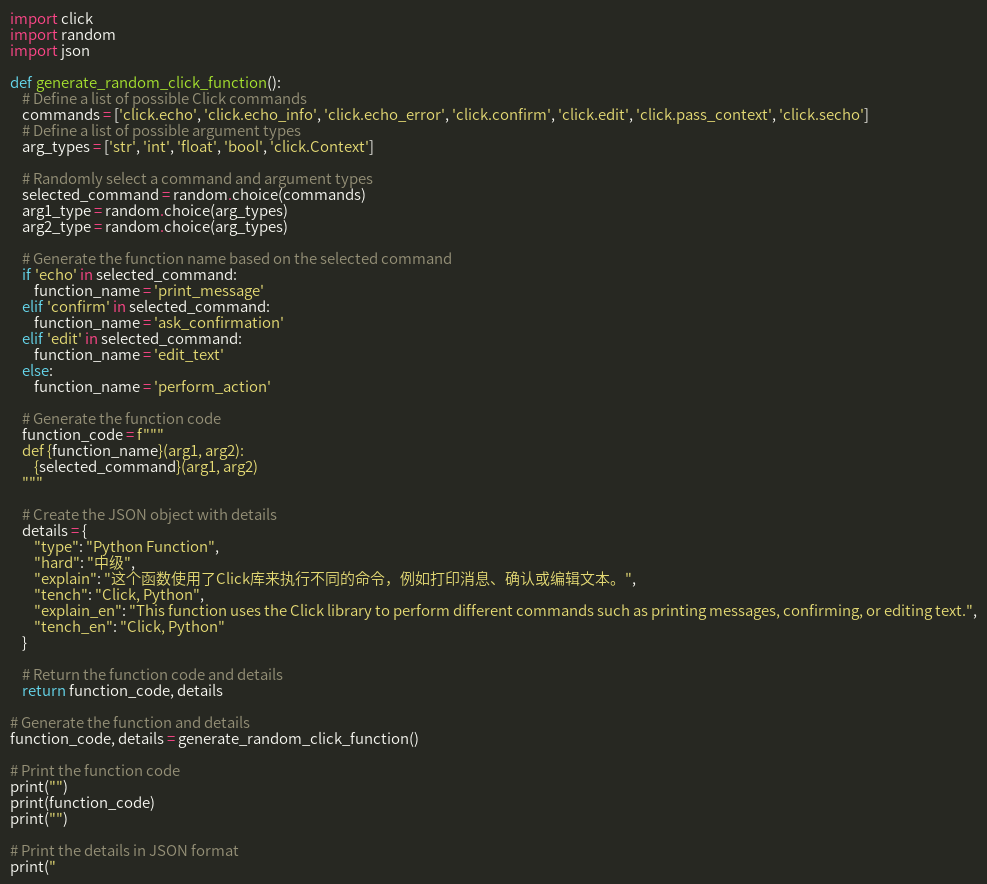 import click
import random
import json
def generate_random_click_function():
    # Define a list of possible Click commands
    commands = ['click.echo', 'click.echo_info', 'click.echo_error', 'click.confirm', 'click.edit', 'click.pass_context', 'click.secho']
    # Define a list of possible argument types
    arg_types = ['str', 'int', 'float', 'bool', 'click.Context']
    # Randomly select a command and argument types
    selected_command = random.choice(commands)
    arg1_type = random.choice(arg_types)
    arg2_type = random.choice(arg_types)
    # Generate the function name based on the selected command
    if 'echo' in selected_command:
        function_name = 'print_message'
    elif 'confirm' in selected_command:
        function_name = 'ask_confirmation'
    elif 'edit' in selected_command:
        function_name = 'edit_text'
    else:
        function_name = 'perform_action'
    # Generate the function code
    function_code = f"""
    def {function_name}(arg1, arg2):
        {selected_command}(arg1, arg2)
    """
    # Create the JSON object with details
    details = {
        "type": "Python Function",
        "hard": "中级",
        "explain": "这个函数使用了Click库来执行不同的命令，例如打印消息、确认或编辑文本。",
        "tench": "Click, Python",
        "explain_en": "This function uses the Click library to perform different commands such as printing messages, confirming, or editing text.",
        "tench_en": "Click, Python"
    }
    # Return the function code and details
    return function_code, details
# Generate the function and details
function_code, details = generate_random_click_function()
# Print the function code
print("")
print(function_code)
print("")
# Print the details in JSON format
print("